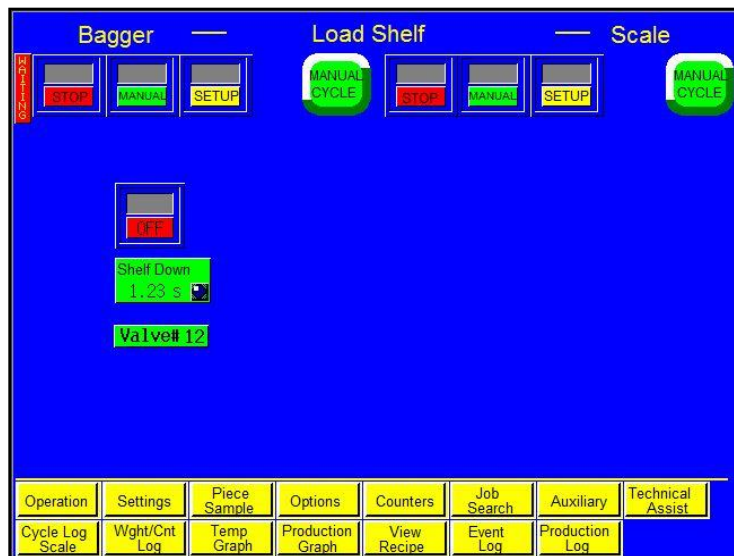 Bagger — Load Shelf — Scale
WAITING
STOP MANUAL SETUP MANUAL CYCLE STOP MANUAL SETUP MANUAL CYCLE
OFF
Shelf Down
1.23 s
Valve# 12
Operation Settings Piece Sample Options Counters Job Search Auxiliary Technical Assist
Cycle Log Scale Wght/Cnt Log Temp Graph Production Graph View Recipe Event Log Production Log